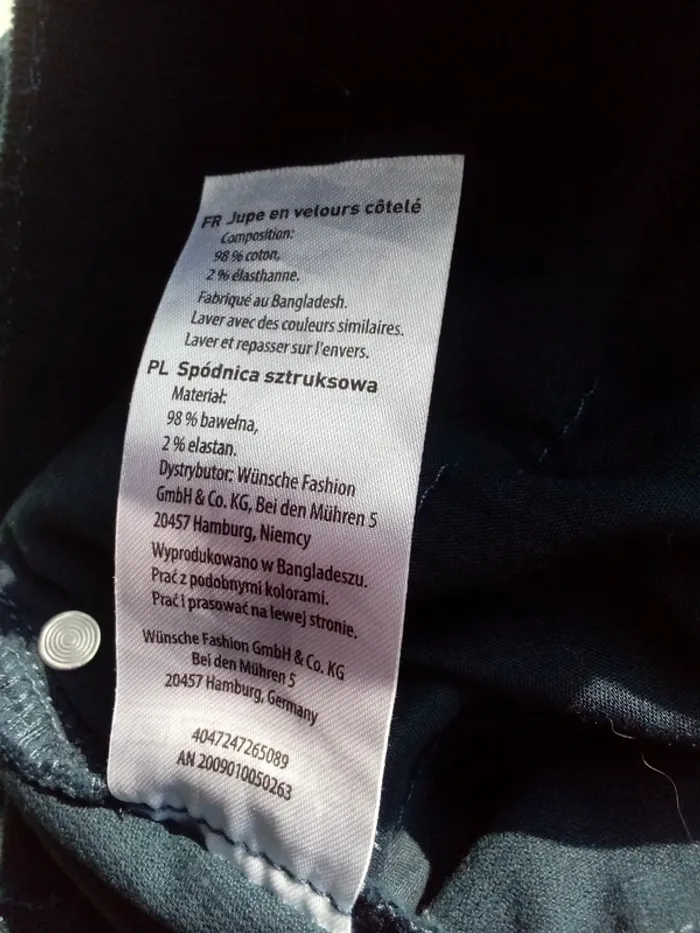 FR Jupe en velours côtelé
Composition:
98 % coton,
2 % élasthanne.
Fabriqué au Bangladesh.
Laver avec des couleurs similaires.
Laver et repasser sur l'envers.
PL Spódnica sztruksowa
Materiał:
98 % bawełna,
2 % elastan.
Dystrybutor: Wünsche Fashion
GmbH & Co. KG, Bei den Mühren 5
20457 Hamburg, Niemcy
Wyprodukowano w Bangladeszu.
Prać z podobnymi kolorami.
Prać i prasować na lewej stronie.
Wünsche Fashion GmbH & Co. KG
Bei den Mühren 5
20457 Hamburg, Germany
4047247265089
AN 2009010050263